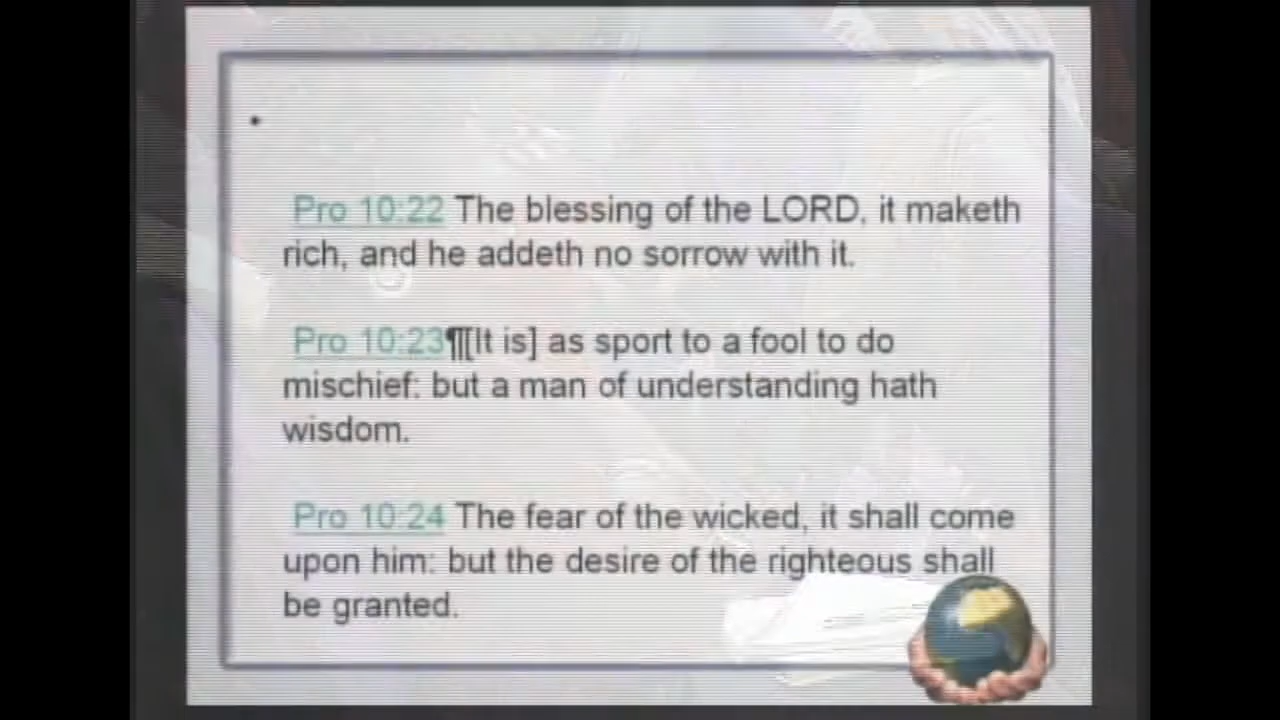 Pro 10:22 The blessing of the LORD, it maketh
rich, and he addeth no sorrow with it.
Pro 10:23¶[It is] as sport to a fool to do
mischief: but a man of understanding hath
wisdom.
Pro 10:24 The fear of the wicked, it shall come
upon him: but the desire of the righteous shall
be granted.